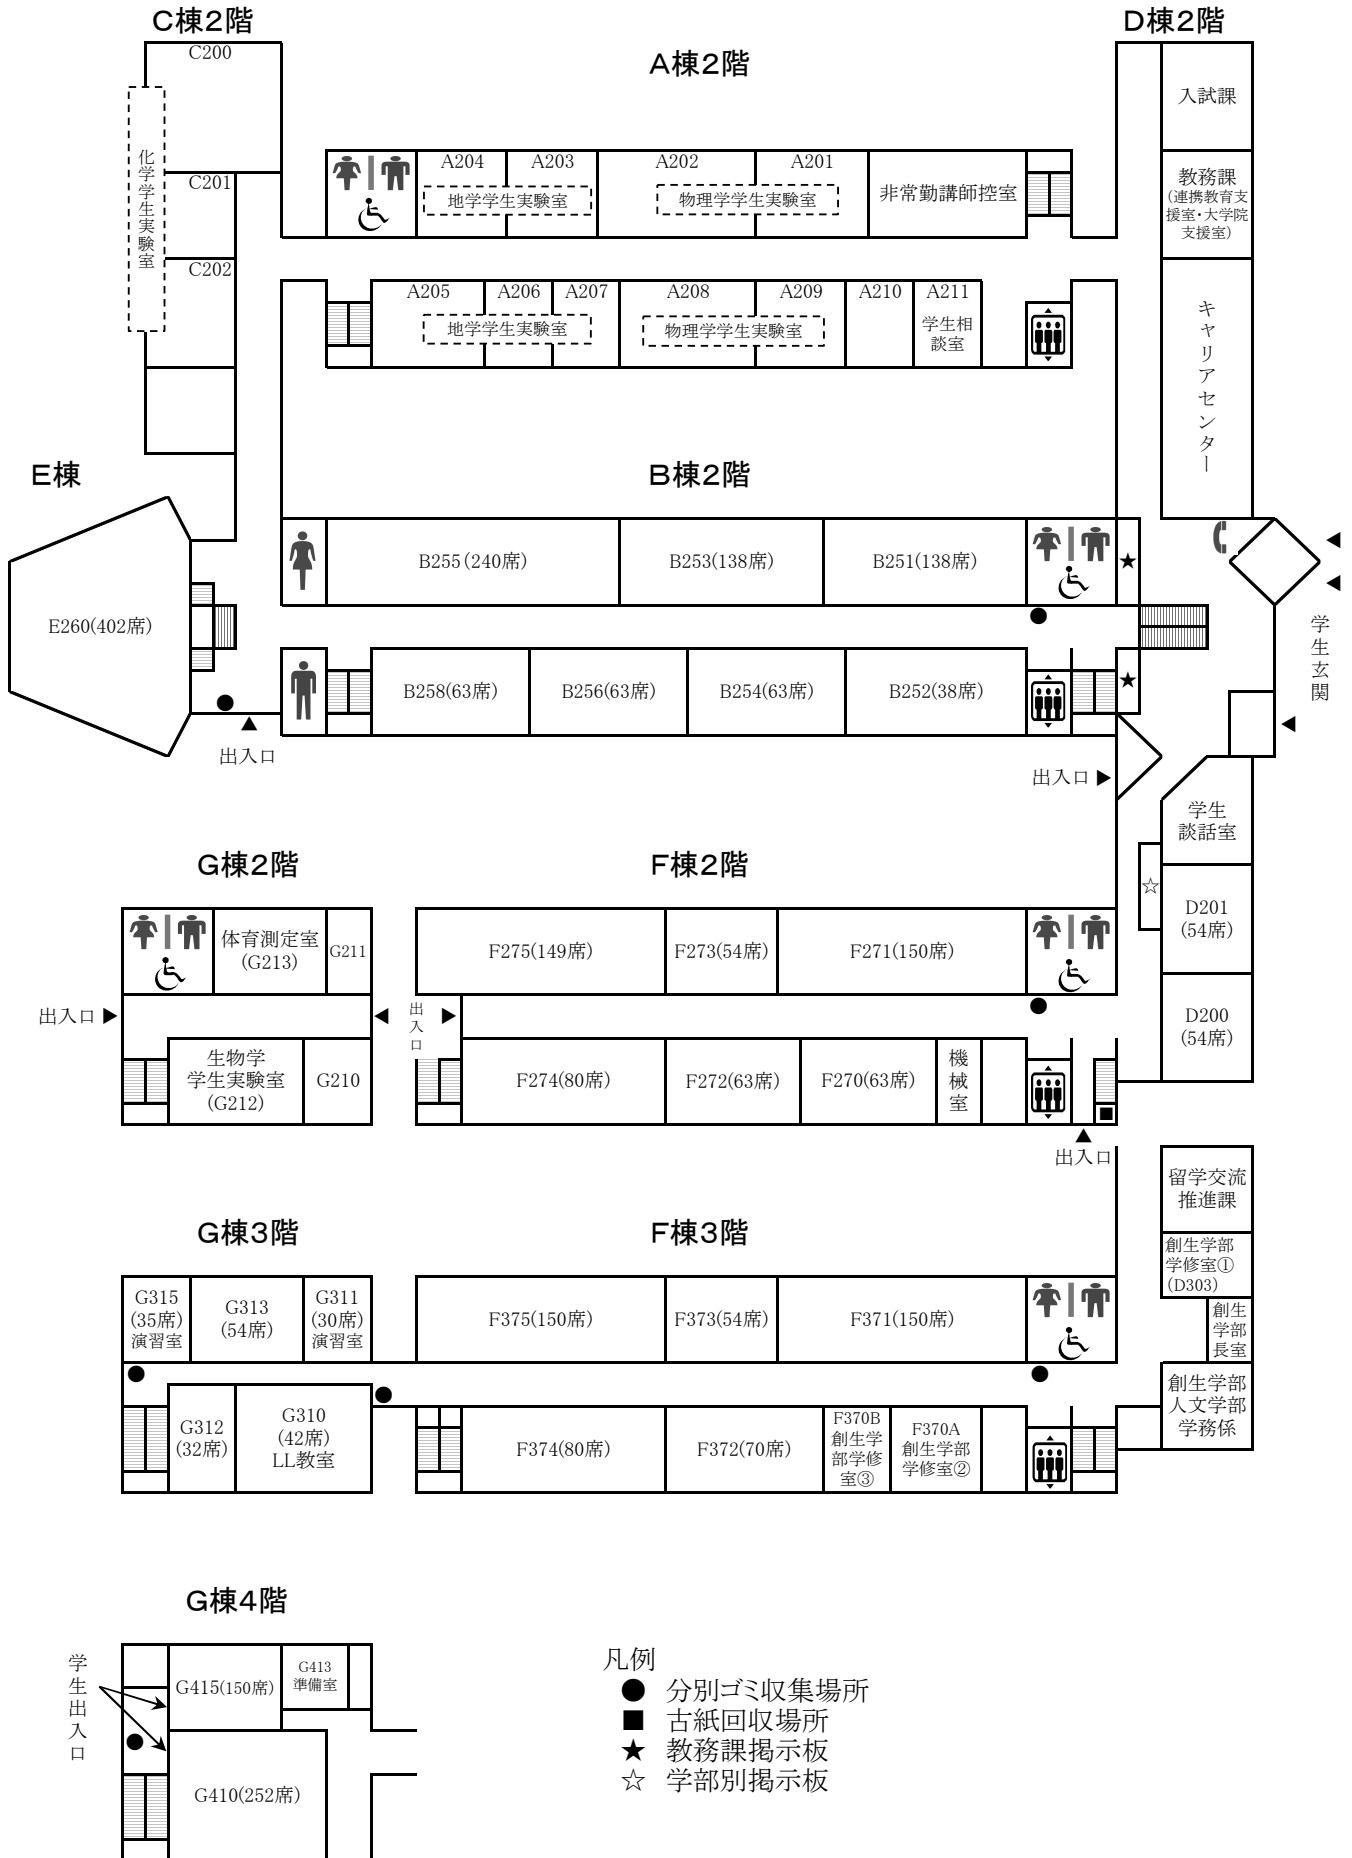 C棟2階
D棟2階
A棟2階
C200
化学学生実験室
C201
C202
A204
A203
地学学生実験室
A202
A201
物理学学生実験室
非常勤講師控室
入試課
教務課
(連携教育支
援室・大学院
支援室)
A205
A206
A207
地学学生実験室
A208
A209
物理学学生実験室
A210
A211
学生相
談室
キャリアセンター
E棟
B棟2階
B255(240席)
B253(138席)
B251(138席)
★
E260(402席)
学生玄関
B258(63席)
B256(63席)
B254(63席)
B252(38席)
★
出入口
出入口
学生
談話室
G棟2階
F棟2階
☆
体育測定室
(G213)
G211
F275(149席)
F273(54席)
F271(150席)
D201
(54席)
出入口
出入口
生物学
学生実験室
(G212)
G210
F274(80席)
F272(63席)
F270(63席)
機械室
D200
(54席)
出入口
留学交流
推進課
G棟3階
F棟3階
創生学部
学修室①
(D303)
G315
(35席)
演習室
G313
(54席)
G311
(30席)
演習室
F375(150席)
F373(54席)
F371(150席)
創生
学部
長室
G312
(32席)
G310
(42席)
LL教室
F374(80席)
F372(70席)
F370B
創生学
部学修
室③
F370A
創生学部
学修室②
創生学部
人文学部
学務係
G棟4階
学生出入口
G415(150席)
G413
準備室
G410(252席)
凡例
● 分別ゴミ収集場所
■ 古紙回収場所
★ 教務課掲示板
☆ 学部別掲示板